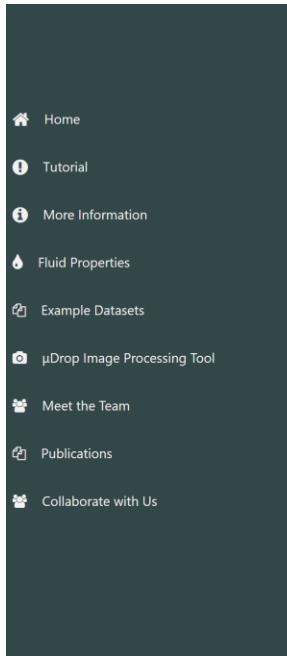 Home
Tutorial
More Information
Fluid Properties
Example Datasets
µDrop Image Processing Tool
Meet the Team
Publications
Collaborate with Us